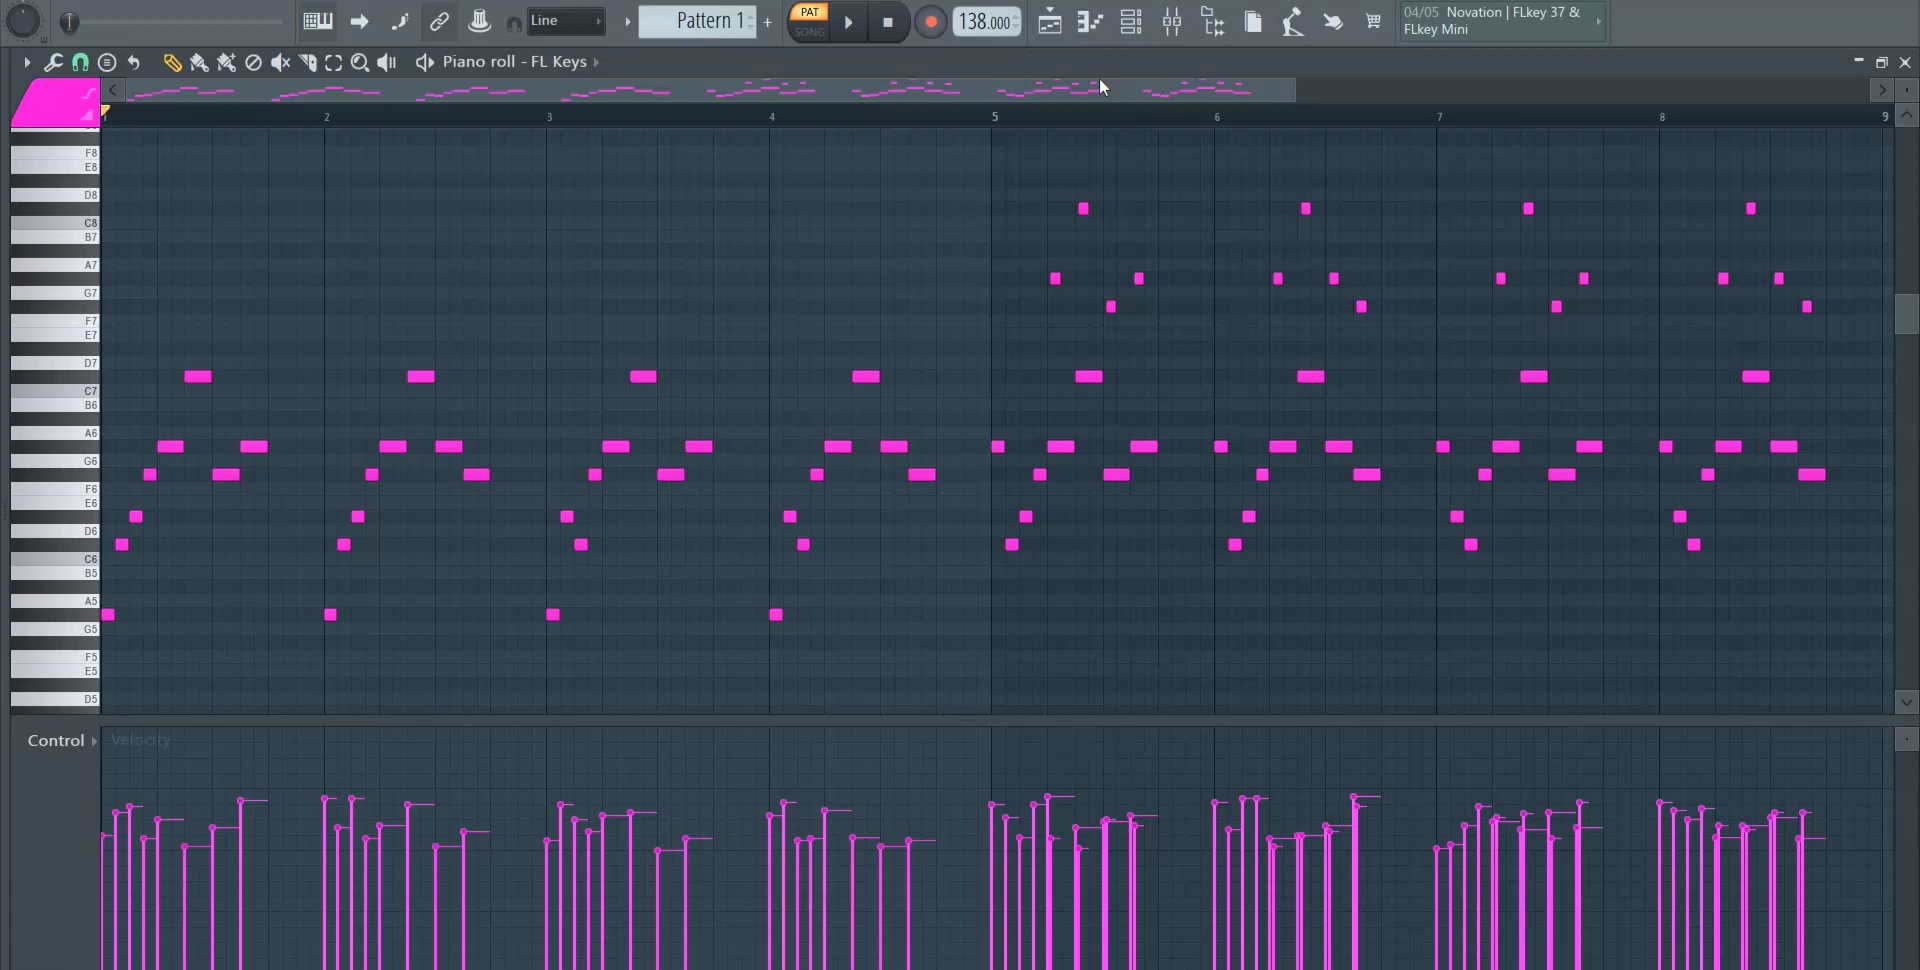 Line
Pattern 1
+
PAT
SONG
138.000
04/05 Novation | FLkey 37 &
FLkey Mini
Piano roll - FL Keys
1 2 3 4 5 6 7 8 9
F8
E8
D8
C8
B7
A7
G7
F7
E7
D7
C7
B6
A6
G6
F6
E6
D6
C6
B5
A5
G5
F5
E5
D5
Control
Velocity